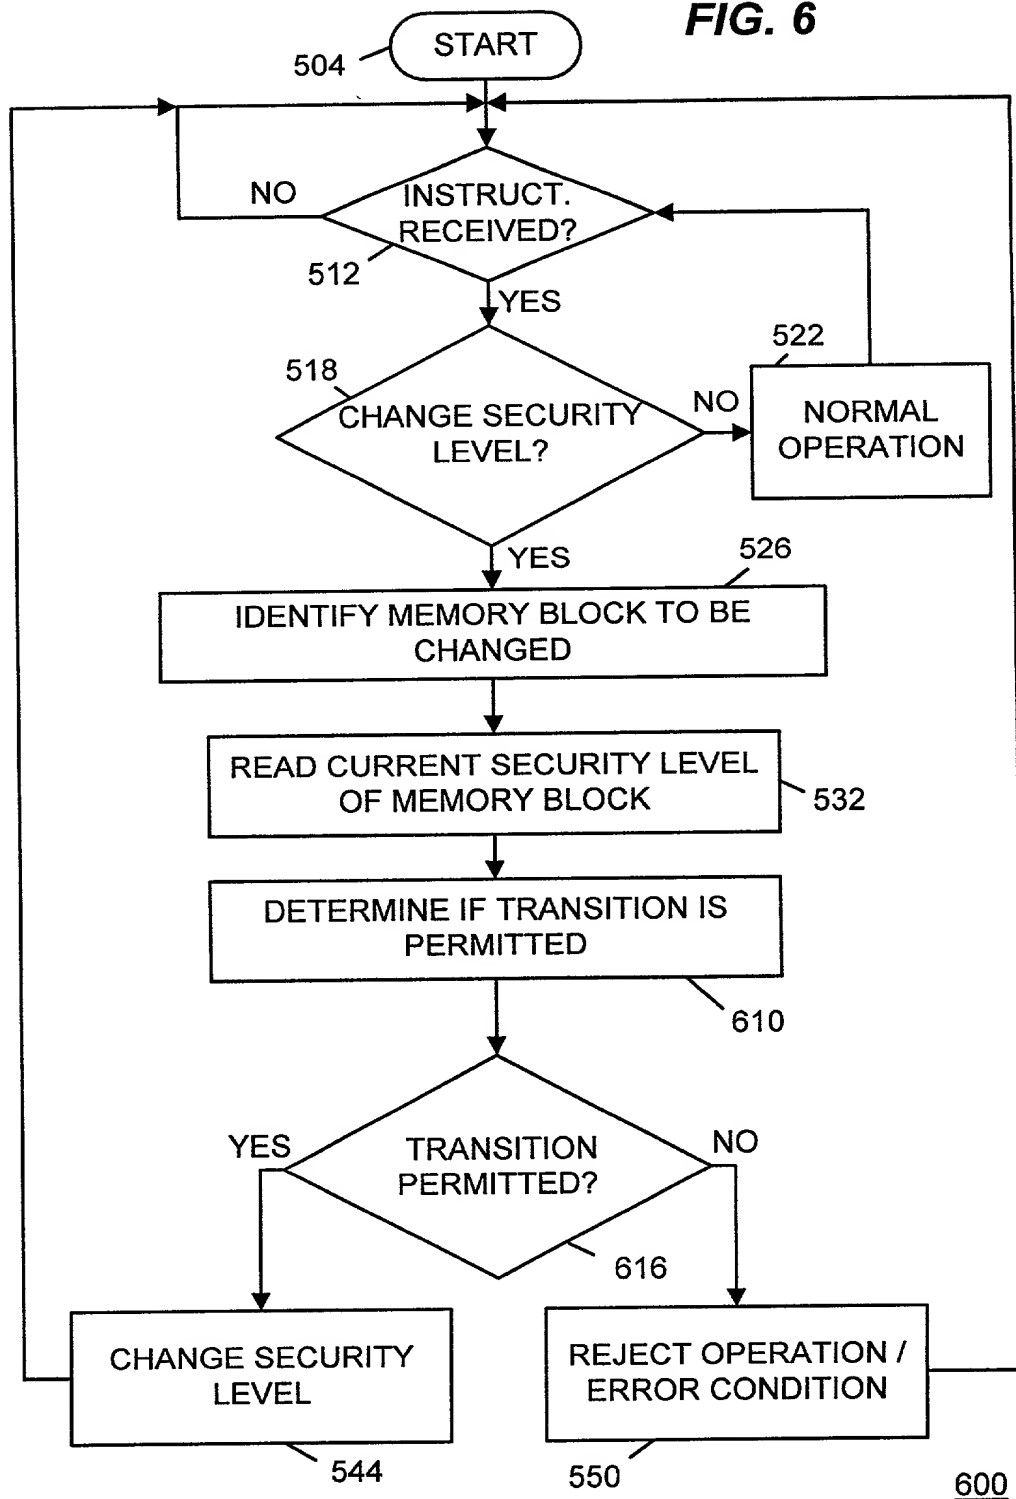 FIG. 6
START
504
NO
INSTRUCT.
RECEIVED?
512
YES
522
518
CHANGE SECURITY
LEVEL?
NO
NORMAL
OPERATION
YES
526
IDENTIFY MEMORY BLOCK TO BE
CHANGED
READ CURRENT SECURITY LEVEL
OF MEMORY BLOCK
532
DETERMINE IF TRANSITION IS
PERMITTED
610
YES
TRANSITION
PERMITTED?
NO
616
CHANGE SECURITY
LEVEL
REJECT OPERATION /
ERROR CONDITION
544
550
600